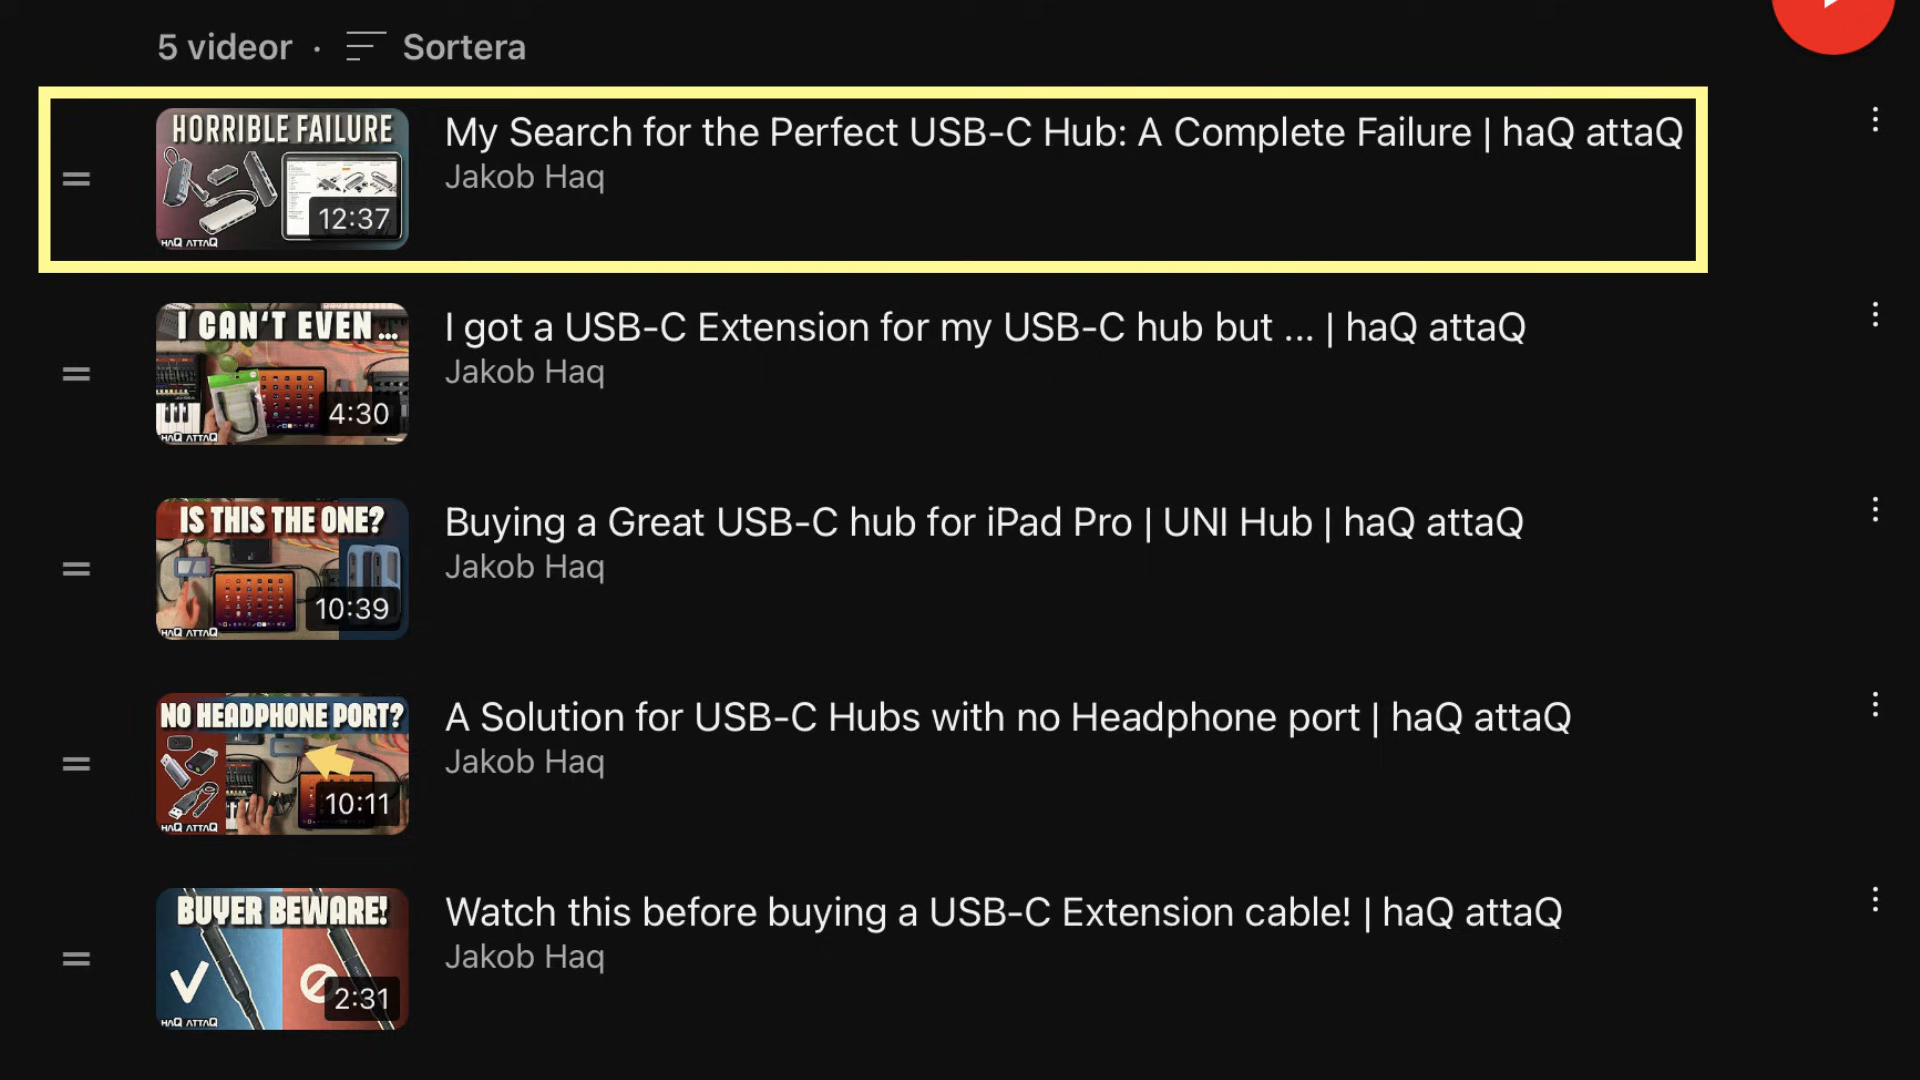 5 videor · Sortera
HORRIBLE FAILURE
12:37
HAQ ATTAQ
My Search for the Perfect USB-C Hub: A Complete Failure | haQ attaQ
Jakob Haq
I CAN'T EVEN ...
4:30
HAQ ATTAQ
I got a USB-C Extension for my USB-C hub but ... | haQ attaQ
Jakob Haq
IS THIS THE ONE?
10:39
HAQ ATTAQ
Buying a Great USB-C hub for iPad Pro | UNI Hub | haQ attaQ
Jakob Haq
NO HEADPHONE PORT?
10:11
HAQ ATTAQ
A Solution for USB-C Hubs with no Headphone port | haQ attaQ
Jakob Haq
BUYER BEWARE!
2:31
HAQ ATTAQ
Watch this before buying a USB-C Extension cable! | haQ attaQ
Jakob Haq